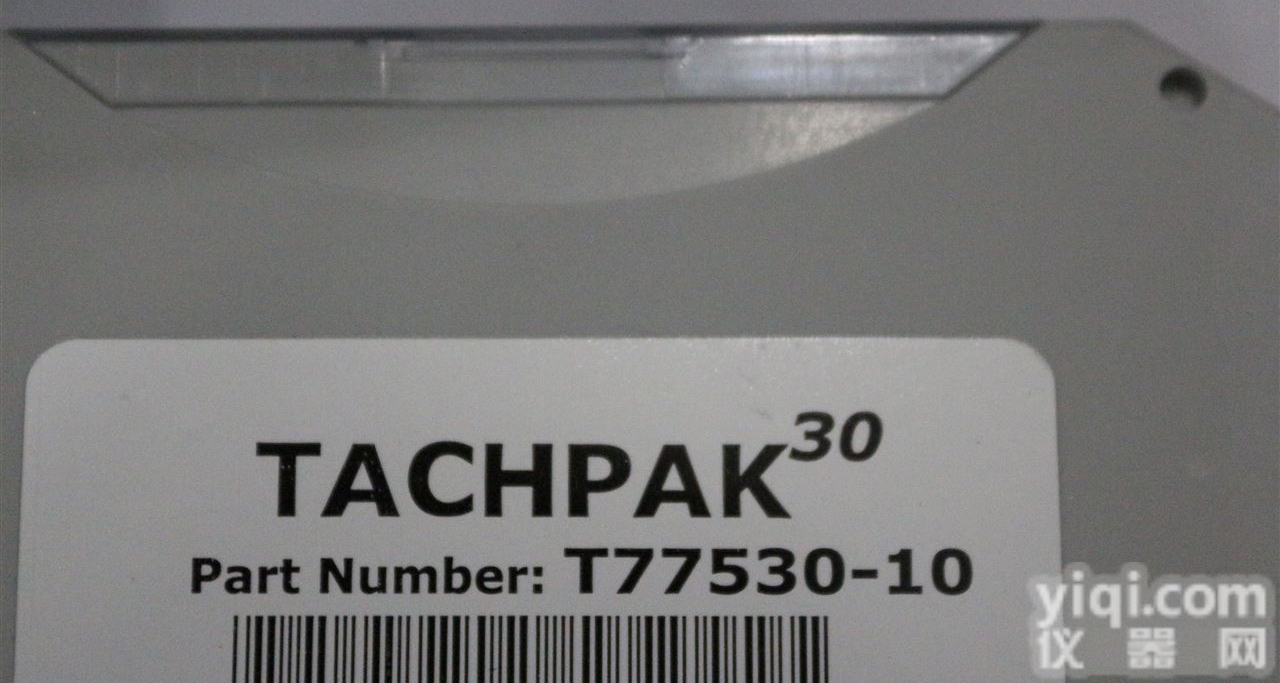 TACHPAK30
Part Number: T77530-10
yiqi.com
仪器网